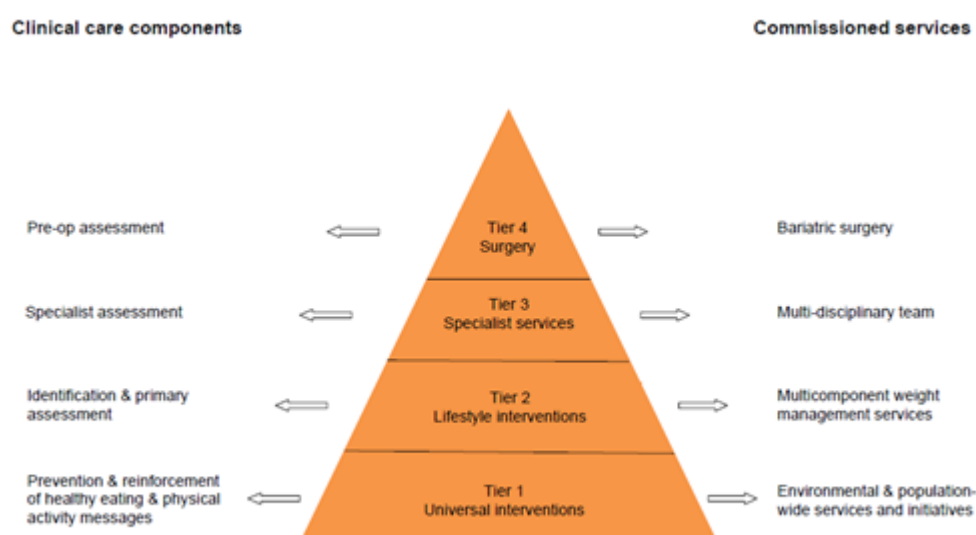 Clinical care components
Commissioned services
Pre-op assessment
Tier 4
Surgery
Bariatric surgery
Specialist assessment
Tier 3
Specialist services
Multi-disciplinary team
Identification & primary
assessment
Tier 2
Lifestyle interventions
Multicomponent weight
management services
Prevention & reinforcement
of healthy eating & physical
activity messages
Tier 1
Universal interventions
Environmental & population-
wide services and initiatives